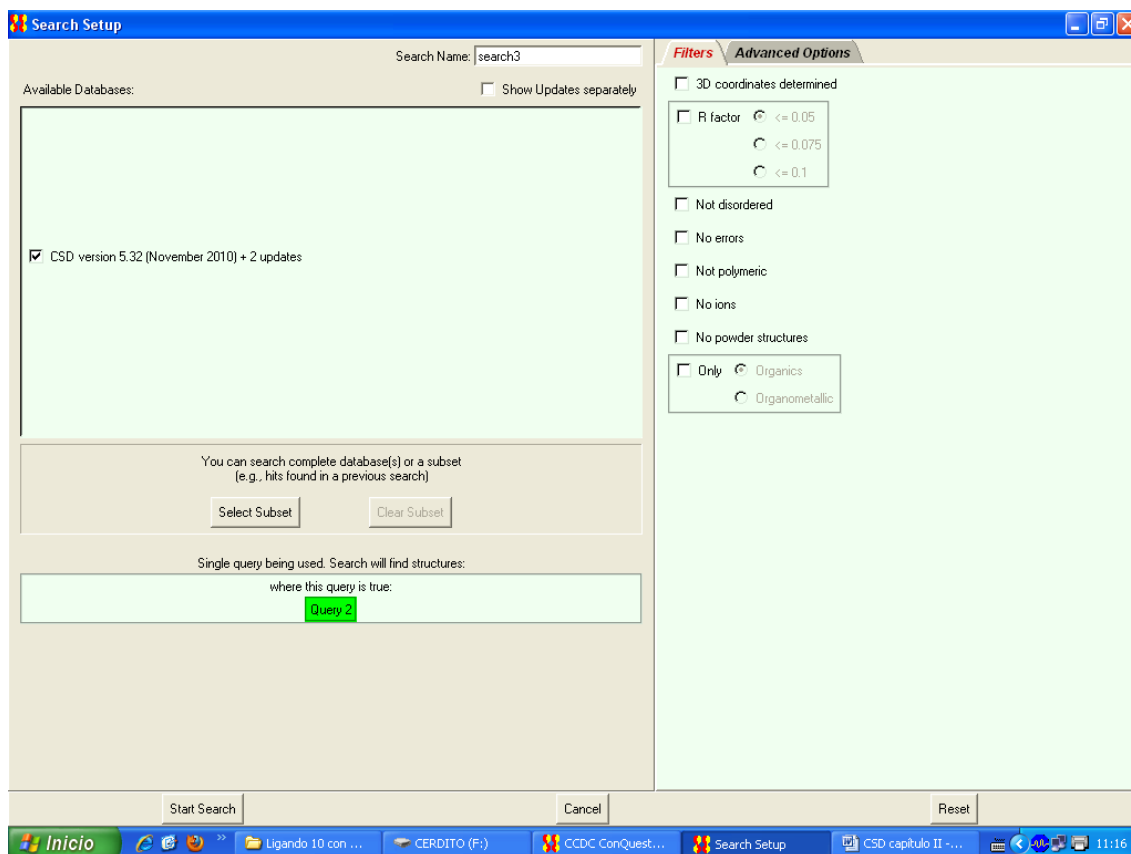 Search Setup
Search Name: search3
Available Databases:
Show Updates separately
CSD version 5.32 (November 2010) + 2 updates
You can search complete database(s) or a subset
(e.g., hits found in a previous search)
Select Subset
Clear Subset
Single query being used. Search will find structures:
where this query is true:
Query 2
Filters
Advanced Options
3D coordinates determined
R factor <= 0.05
<= 0.075
<= 0.1
Not disordered
No errors
Not polymeric
No ions
No powder structures
Only Organics
Organometallic
Start Search
Cancel
Reset
Inicio
Ligando 10 con ...
CERDITO (F:)
CCDC ConQuest...
Search Setup
CSD capítulo II -...
11:16